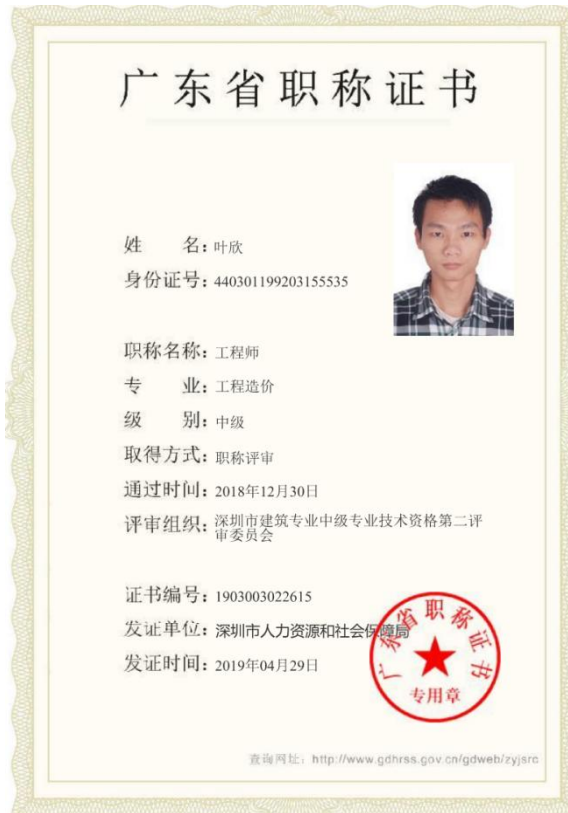 广东省职称证书
姓 名：叶欣
身份证号：440301199203155535
职称名称：工程师
专 业：工程造价
级 别：中级
取得方式：职称评审
通过时间：2018年12月30日
评审组织：深圳市建筑专业中级专业技术资格第二评
审委员会
证书编号：1903003022615
发证单位：深圳市人力资源和社会保障局
发证时间：2019年04月29日
广东省职称证书
专用章
查询网址：http://www.gdhrss.gov.cn/gdweb/zyjsrc